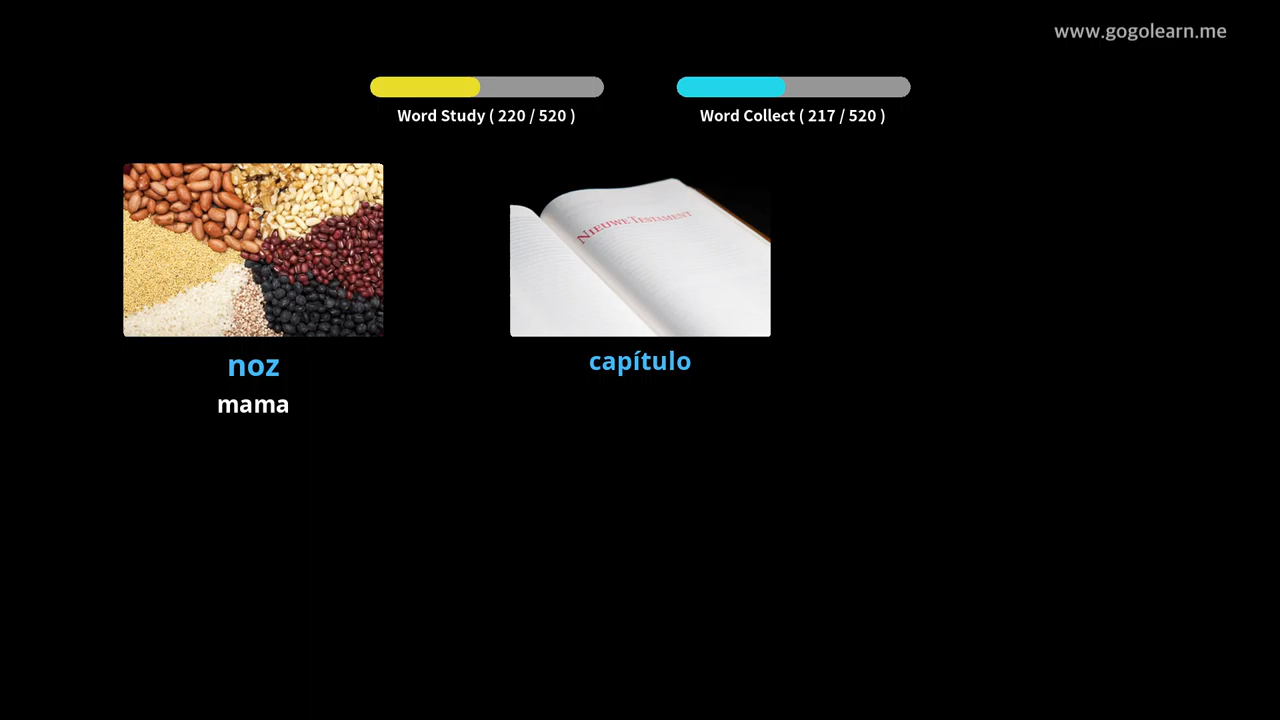 www.gogolearn.me
Word Study ( 220 / 520 )
Word Collect ( 217 / 520 )
NIEUWE TESTAMENT
noz
capítulo
mama